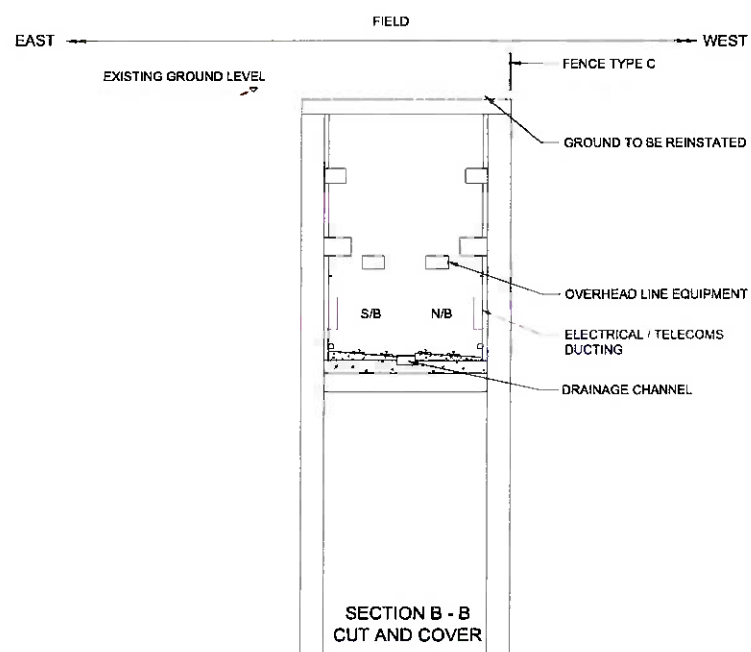 FIELD
EAST
WEST
FENCE TYPE C
EXISTING GROUND LEVEL
GROUND TO BE REINSTATED
OVERHEAD LINE EQUIPMENT
S/B
N/B
ELECTRICAL / TELECOMS
DUCTING
DRAINAGE CHANNEL
SECTION B - B
CUT AND COVER